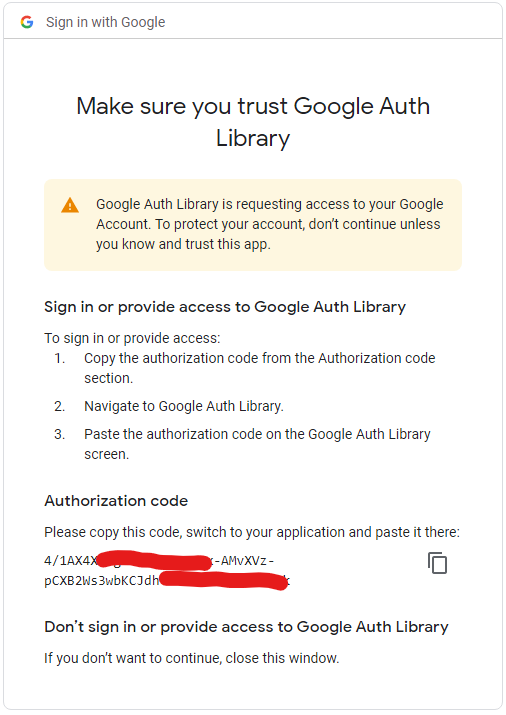 Sign in with Google
Make sure you trust Google Auth
Library
Google Auth Library is requesting access to your Google
Account. To protect your account, don’t continue unless
you know and trust this app.
Sign in or provide access to Google Auth Library
To sign in or provide access:
1. Copy the authorization code from the Authorization code
section.
2. Navigate to Google Auth Library.
3. Paste the authorization code on the Google Auth Library
screen.
Authorization code
Please copy this code, switch to your application and paste it there:
4/1AX4X -AMvXVz-
pCXB2Ws3wbKCJdh
Don’t sign in or provide access to Google Auth Library
If you don’t want to continue, close this window.